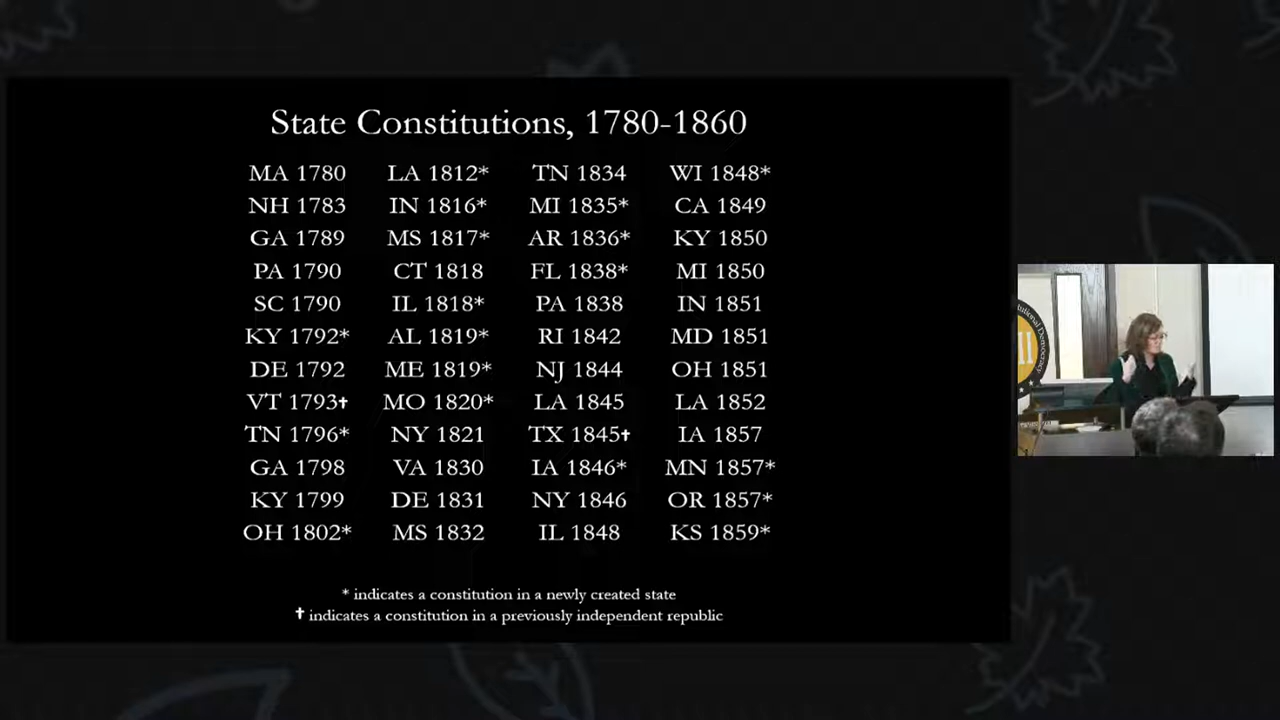 State Constitutions, 1780-1860
MA 1780 LA 1812* TN 1834 WI 1848*
NH 1783 IN 1816* MI 1835* CA 1849
GA 1789 MS 1817* AR 1836* KY 1850
PA 1790 CT 1818 FL 1838* MI 1850
SC 1790 IL 1818* PA 1838 IN 1851
KY 1792* AL 1819* RI 1842 MD 1851
DE 1792 ME 1819* NJ 1844 OH 1851
VT 1793✝ MO 1820* LA 1845 LA 1852
TN 1796* NY 1821 TX 1845✝ IA 1857
GA 1798 VA 1830 IA 1846* MN 1857*
KY 1799 DE 1831 NY 1846 OR 1857*
OH 1802* MS 1832 IL 1848 KS 1859*
* indicates a constitution in a newly created state
✝ indicates a constitution in a previously independent republic
Democracy